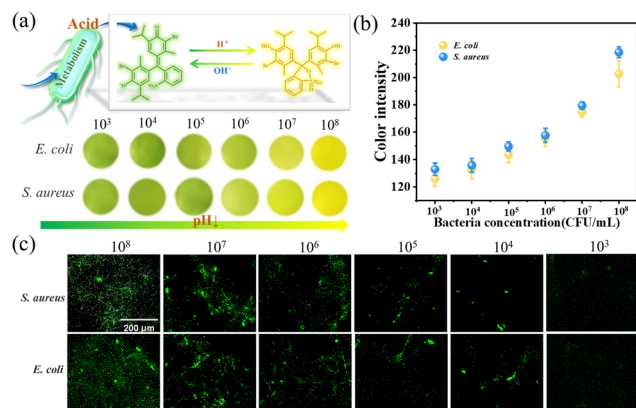 (a)
Acid
Metabolism
H⁺
OH⁻
10³ 10⁴ 10⁵ 10⁶ 10⁷ 10⁸
E. coli
S. aureus
pH↓
(b)
E. coli
S. aureus
Color intensity
220
200
180
160
140
120
10³ 10⁴ 10⁵ 10⁶ 10⁷ 10⁸
Bacteria concentration(CFU/mL)
(c)
10⁸ 10⁷ 10⁶ 10⁵ 10⁴ 10³
S. aureus
200 μm
E. coli